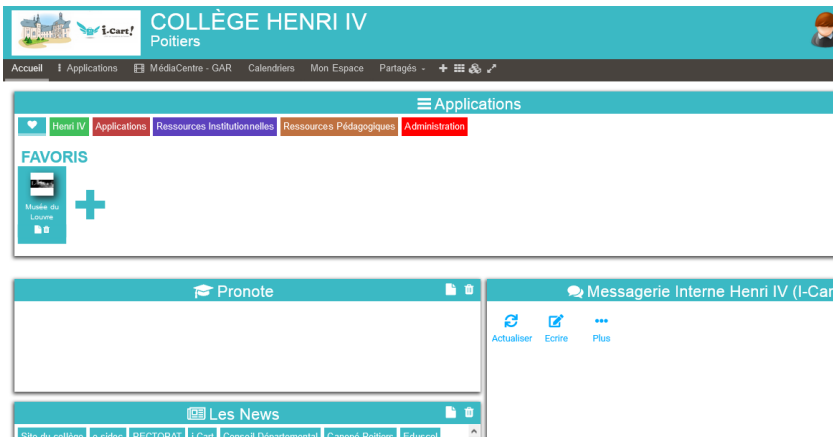 i-Cart!
COLLÈGE HENRI IV
Poitiers
Accueil Applications MédiaCentre - GAR Calendriers Mon Espace Partagés
Applications
Henri IV Applications Ressources Institutionnelles Ressources Pédagogiques Administration
FAVORIS
Musée du
Louvre
Pronote
Messagerie Interne Henri IV (I-Car
Actualiser Ecrire Plus
Les News
Site du collège e-sidoc RECTORAT i-Cart Conseil Départemental Canopé Poitiers Eduscol